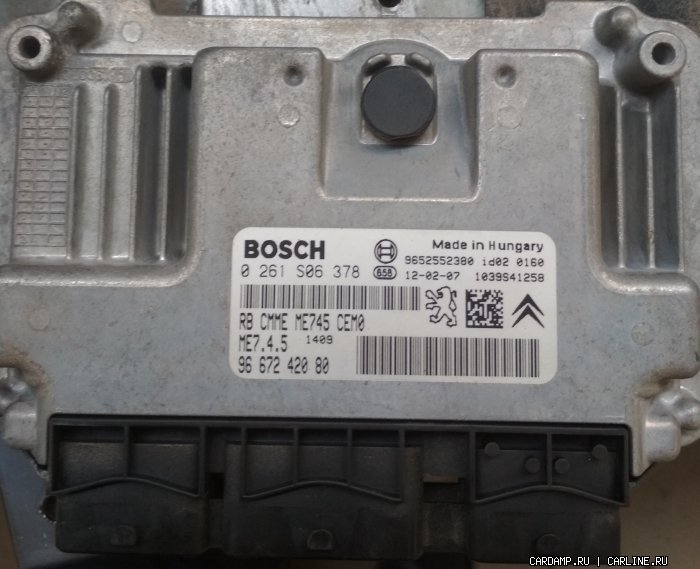 BOSCH
Made in Hungary
9652552380 id02 0160
0 261 S06 378
658 12-02-07 1039S41258
RB CMME ME745 CEM0
ME7.4.5 1409
96 672 420 80
CARDAMP.RU | CARLINE.RU